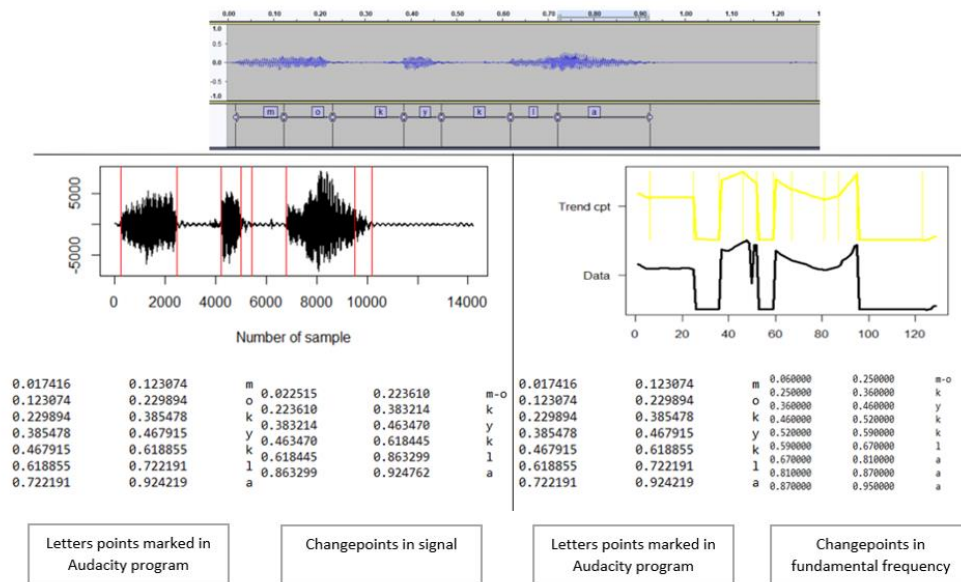 0.00 0.10 0.20 0.30 0.40 0.50 0.60 0.70 0.80 0.90 1.00 1.10 1.20 1.3
1.0
0.5
0.0
-0.5
-1.0
m o k y k l a
5000
0
-5000
0 2000 4000 6000 8000 10000 14000
Number of sample
Trend cpt
Data
0 20 40 60 80 100 120
0.017416 0.123074 m
0.123074 0.229894 o
0.229894 0.385478 k
0.385478 0.467915 y
0.467915 0.618855 k
0.618855 0.722191 l
0.722191 0.924219 a
0.022515 0.223610 m-o
0.223610 0.383214 k
0.383214 0.463470 y
0.463470 0.618445 k
0.618445 0.863299 l
0.863299 0.924762 a
0.017416 0.123074 m
0.123074 0.229894 o
0.229894 0.385478 k
0.385478 0.467915 y
0.467915 0.618855 k
0.618855 0.722191 l
0.722191 0.924219 a
0.060000 0.250000 m-o
0.250000 0.360000 k
0.360000 0.460000 y
0.460000 0.520000 k
0.520000 0.590000 k
0.590000 0.670000 l
0.670000 0.810000 a
0.810000 0.870000 a
0.870000 0.950000 a
Letters points marked in
Audacity program
Changepoints in signal
Letters points marked in
Audacity program
Changepoints in
fundamental frequency